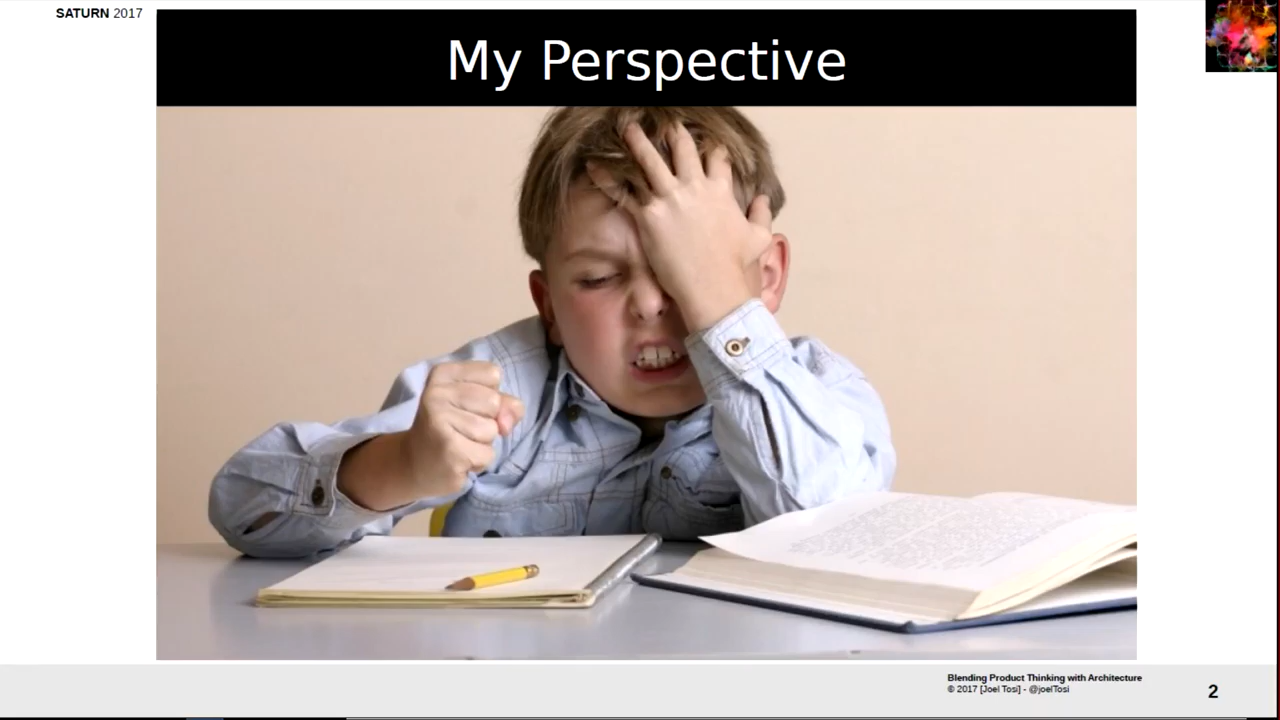 SATURN 2017
My Perspective
Blending Product Thinking with Architecture
© 2017 [Joel Tosi] - @joelTosi
2